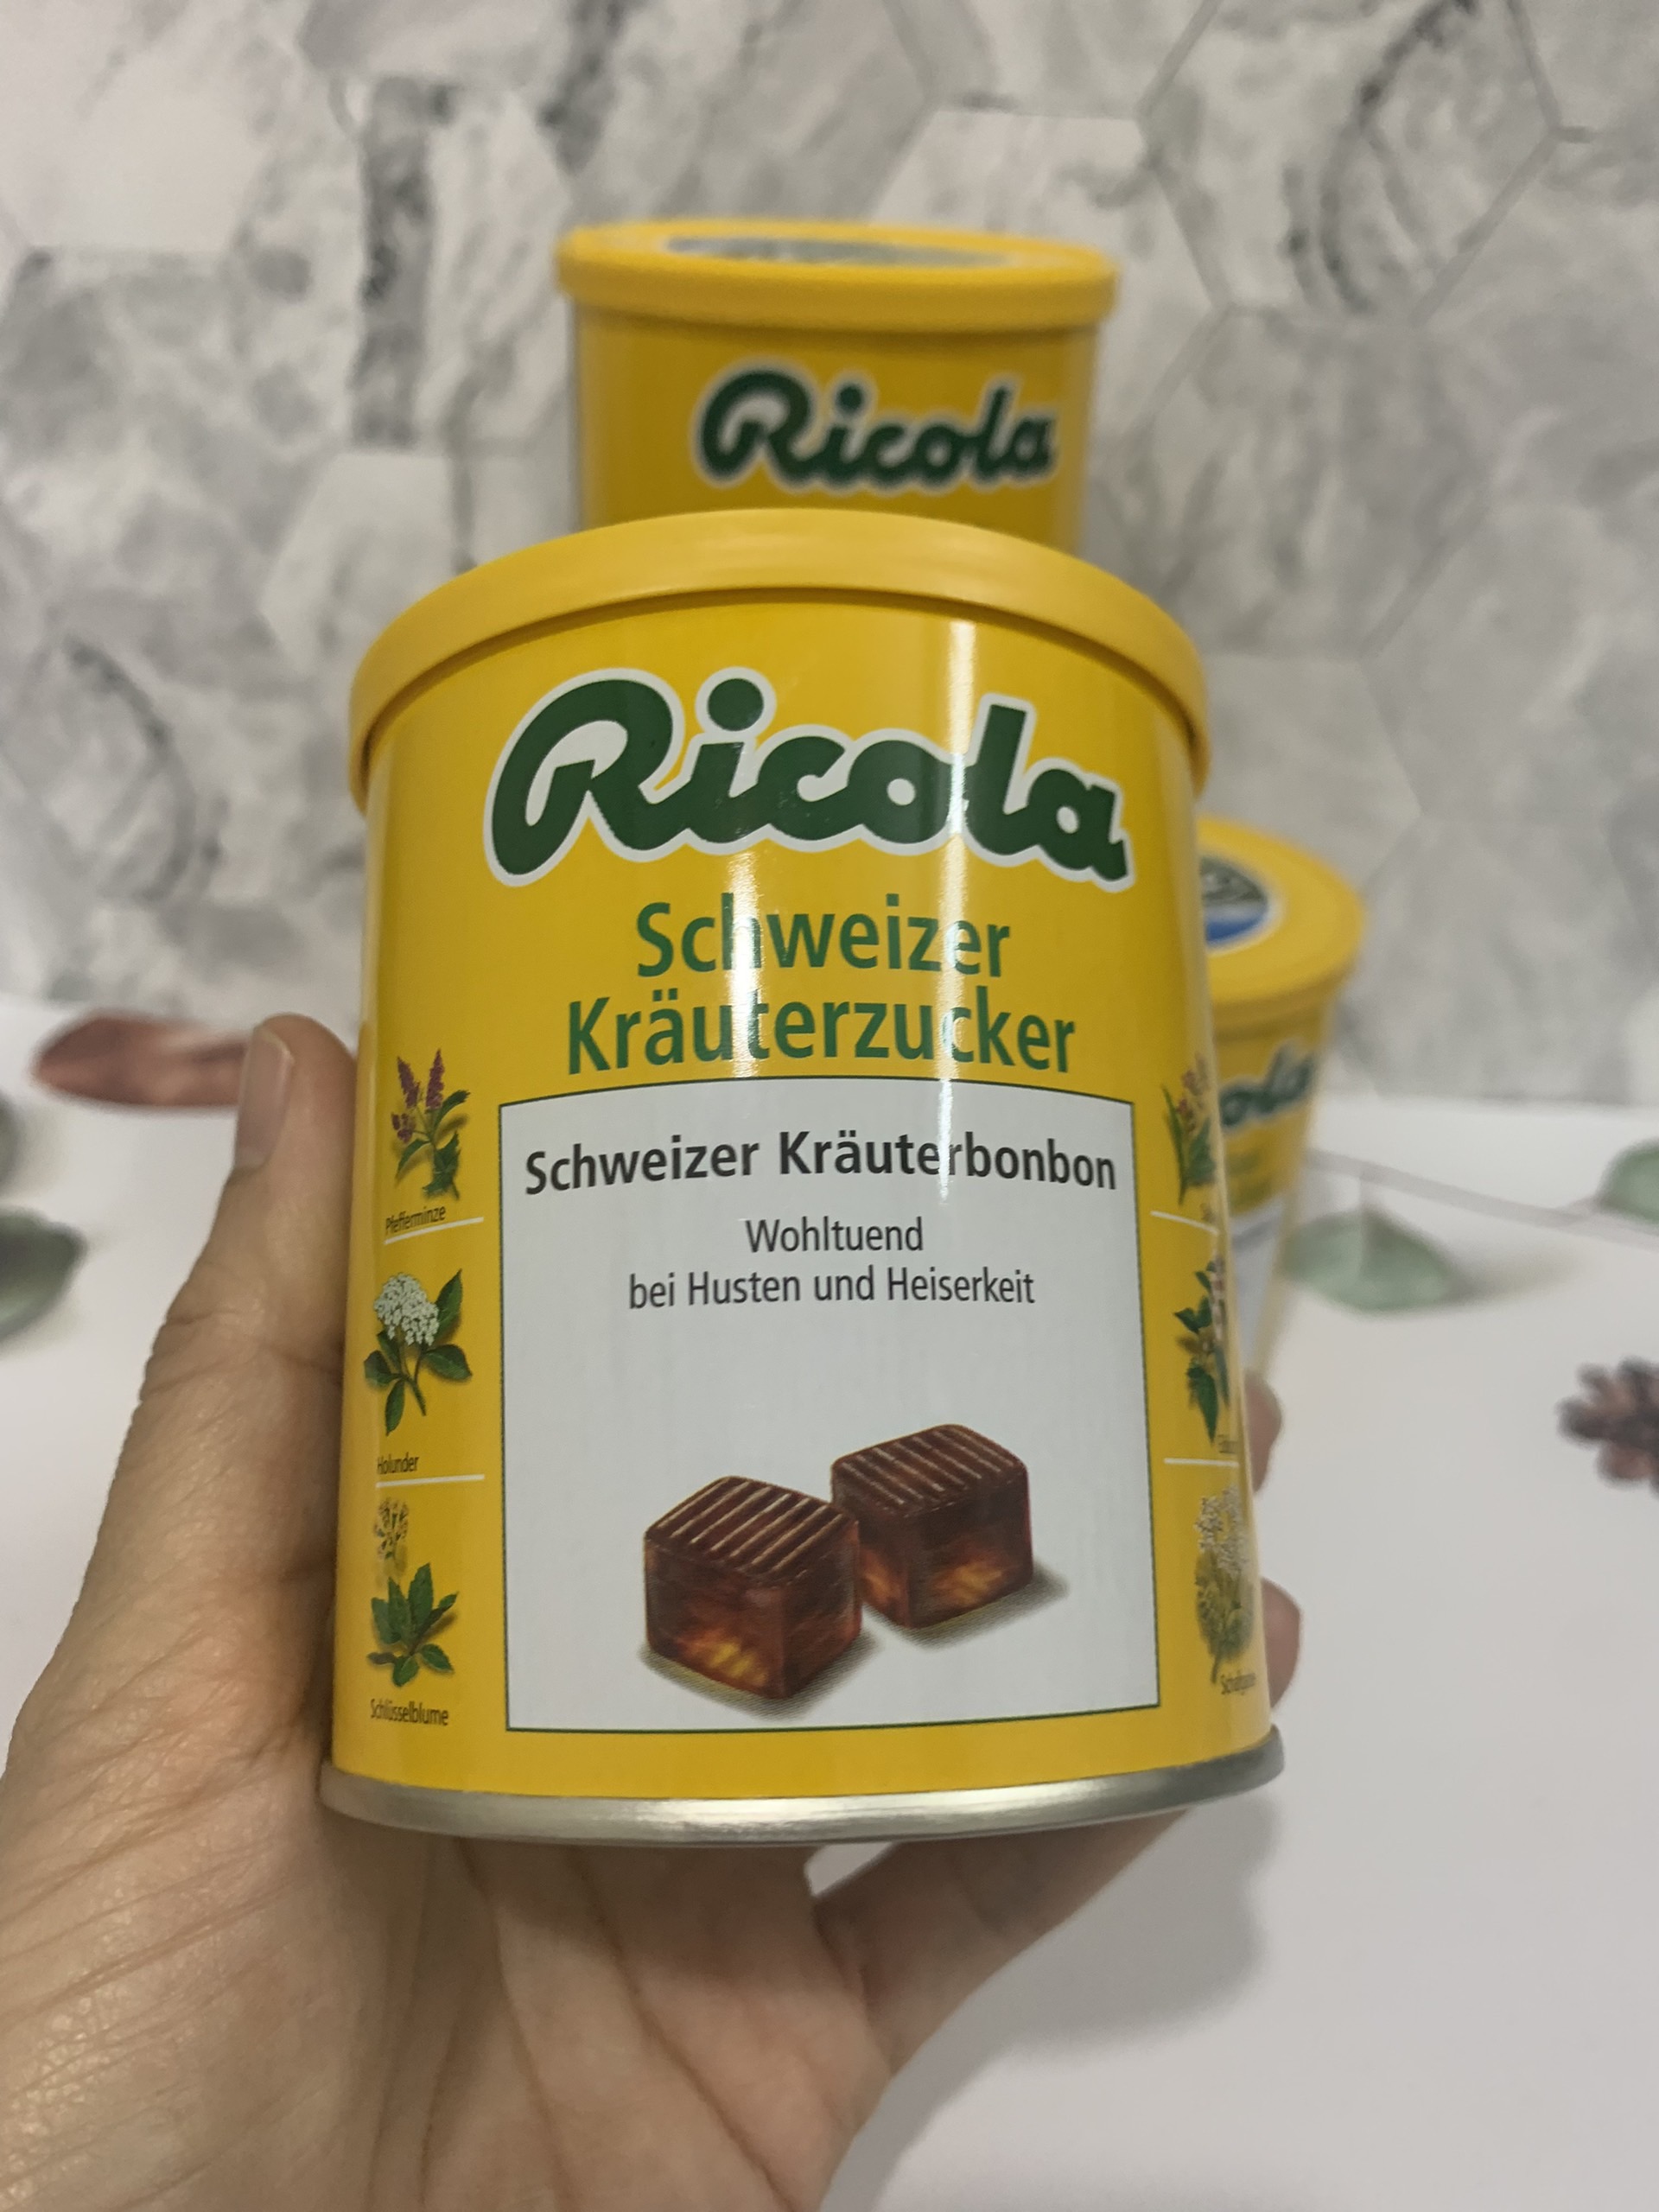 Ricola
Ricola
Schweizer
Kräuterzucker
Schweizer Kräuterbonbon
Wohltuend
bei Husten und Heiserkeit
Pfefferminze
Holunder
Schlüsselblume